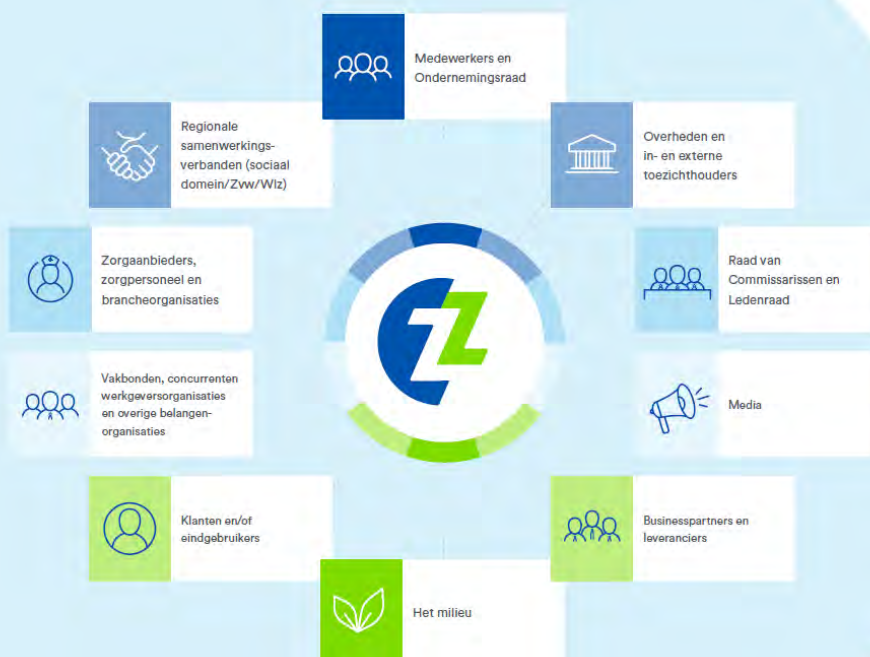 Medewerkers en
Ondernemingsraad
Regionale
samenwerkings-
verbanden (sociaal
domein/Zvw/Wlz)
Overheden en
in- en externe
toezichthouders
Zorgaanbieders,
zorgpersoneel en
brancheorganisaties
Raad van
Commissarissen en
Ledenraad
Vakbonden, concurrenten
werkgeversorganisaties
en overige belangen-
organisaties
Media
Klanten en/of
eindgebruikers
Businesspartners en
leveranciers
Het milieu